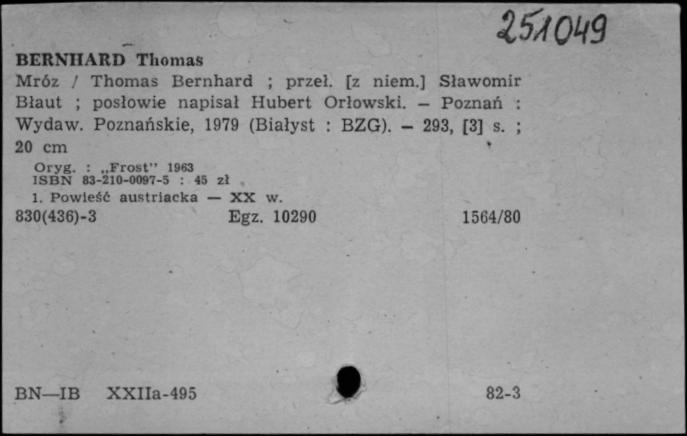 251049
BERNHARD Thomas
Mróz / Thomas Bernhard ; przeł. [z niem.] Sławomir
Błaut ; posłowie napisał Hubert Orłowski. — Poznań :
Wydaw. Poznańskie, 1979 (Białyst : BZG). — 293, [3] s. ;
20 cm
Oryg. : „Frost” 1963
ISBN 83-210-0097-5 : 45 zł
1. Powieść austriacka — XX w.
830(436)-3 Egz. 10290 1564/80
BN—IB XXIIa-495 82-3